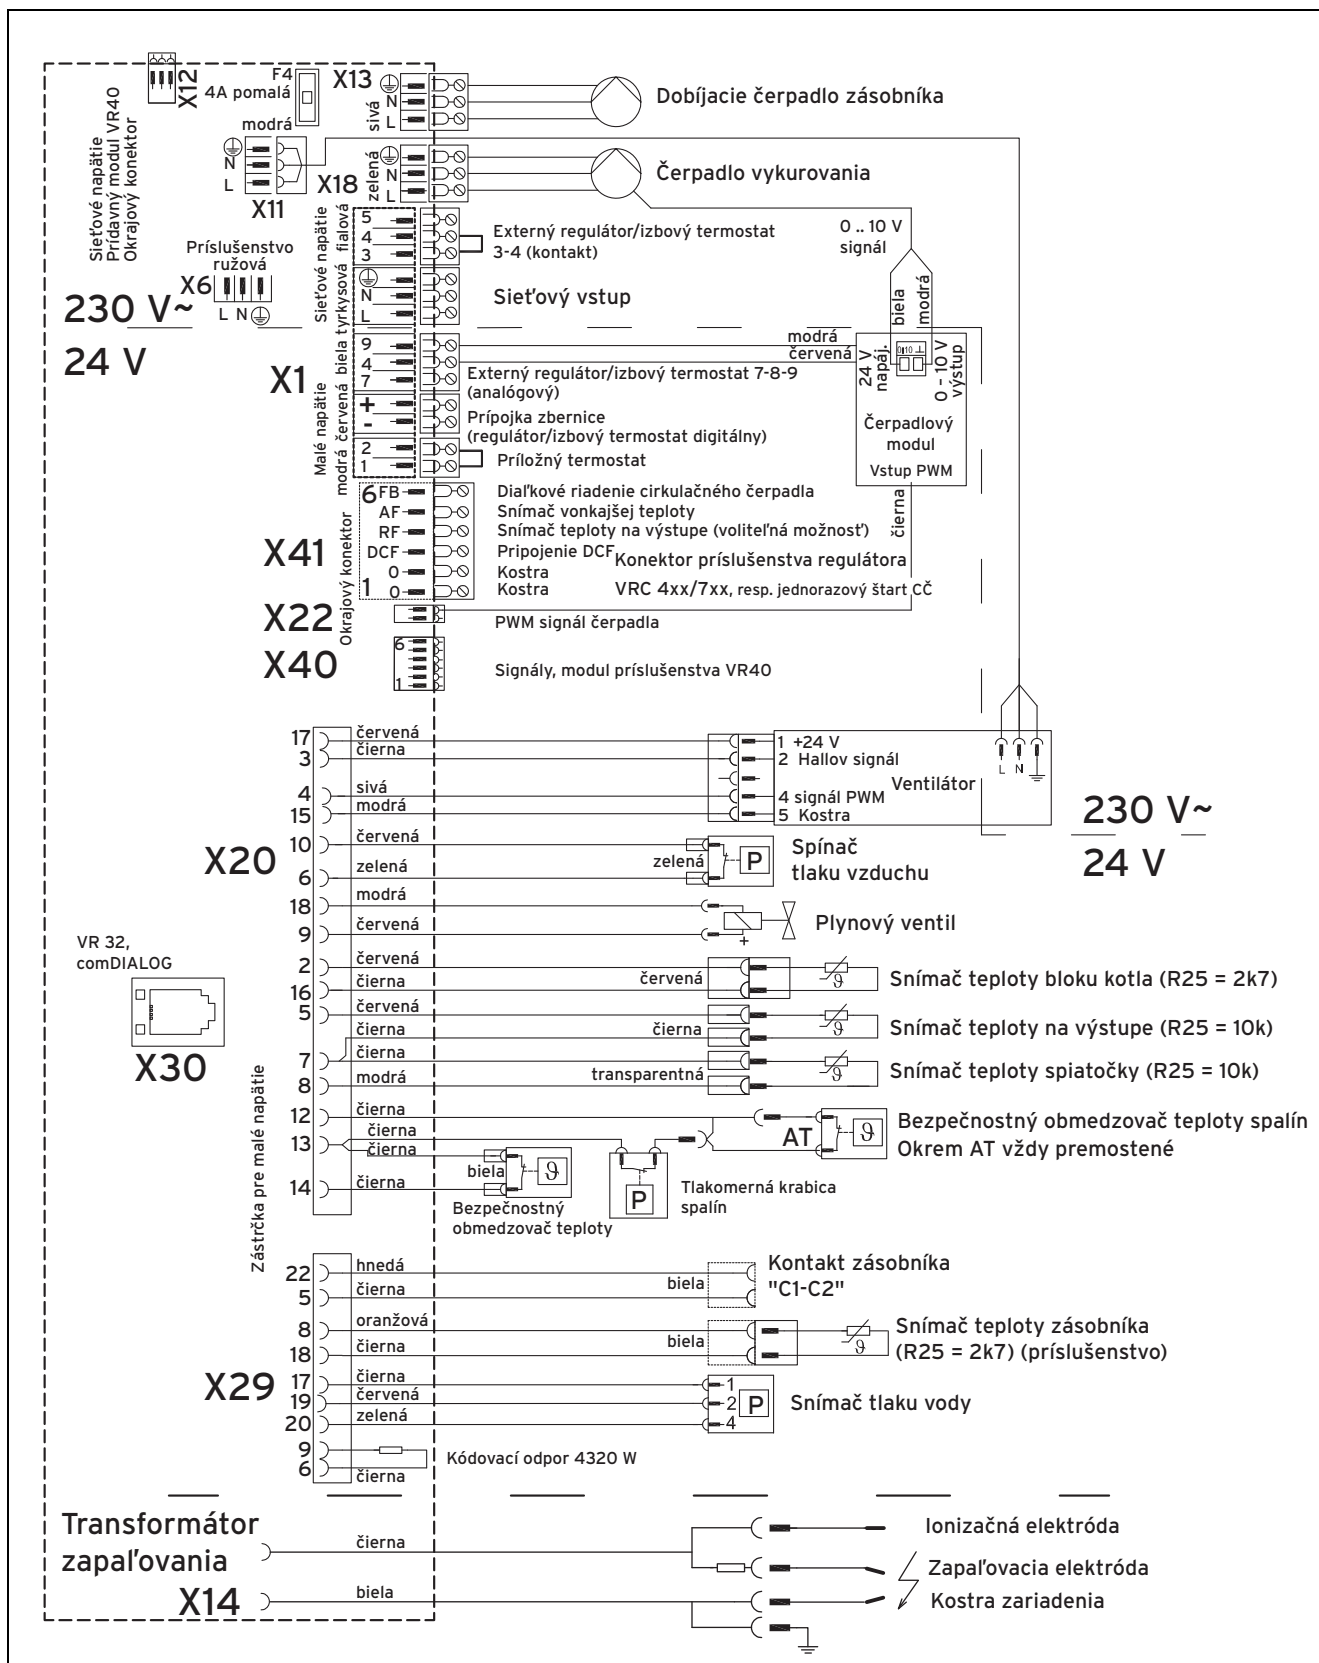 X12
F4
4A pomalá
Sieťové napätie
Prídavný modul VR40
Okrajový konektor
modrá
N
L
X11
Príslušenstvo
ružová
X6
L N
230 V~
24 V
X13
sivá
N
L
Dobíjacie čerpadlo zásobníka
X18
zelená
N
L
Čerpadlo vykurovania
0 .. 10 V
signál
biela
modrá
Sieťové napätie
fialová
5
4
3
Externý regulátor/izbový termostat
3-4 (kontakt)
tyrkysová
N
L
Sieťový vstup
X1
Malé napätie
biela
9
4
7
modrá
červená
Externý regulátor/izbový termostat 7-8-9
(analógový)
červená
+
-
Prípojka zbernice
(regulátor/izbový termostat digitálny)
modrá
2
1
Príložný termostat
24 V
napáj.
0|10
0 – 10 V
výstup
Čerpadlový
modul
Vstup PWM
čierna
X41
Okrajový konektor
6 FB
Diaľkové riadenie cirkulačného čerpadla
AF
Snímač vonkajšej teploty
RF
Snímač teploty na výstupe (voliteľná možnosť)
DCF
Pripojenie DCF
Konektor príslušenstva regulátora
0
Kostra
1 0
Kostra
VRC 4xx/7xx, resp. jednorazový štart CČ
X22
PWM signál čerpadla
X40
6
1
Signály, modul príslušenstva VR40
X20
17
červená
3
čierna
4
sivá
15
modrá
1 +24 V
2 Hallov signál
4 signál PWM
5 Kostra
Ventilátor
L N
230 V~
24 V
10
červená
6
zelená
zelená
P
Spínač
tlaku vzduchu
18
modrá
9
červená
+
Plynový ventil
VR 32,
comDIALOG
X30
2
červená
16
čierna
červená
ϑ
Snímač teploty bloku kotla (R25 = 2k7)
5
červená
čierna
čierna
ϑ
Snímač teploty na výstupe (R25 = 10k)
7
čierna
8
modrá
transparentná
ϑ
Snímač teploty spiatočky (R25 = 10k)
12
čierna
čierna
13
čierna
14
čierna
AT
ϑ
Bezpečnostný obmedzovač teploty spalín
Okrem AT vždy premostené
biela
ϑ
Bezpečnostný
obmedzovač teploty
P
Tlakomerná krabica
spalín
Zástrčka pre malé napätie
X29
22
hnedá
5
čierna
biela
Kontakt zásobníka
"C1-C2"
8
oranžová
18
čierna
biela
ϑ
Snímač teploty zásobníka
(R25 = 2k7) (príslušenstvo)
17
čierna
19
červená
20
zelená
1
2
4
P
Snímač tlaku vody
9
6
čierna
Kódovací odpor 4320 W
Transformátor
zapaľovania
X14
čierna
biela
Ionizačná elektróda
Zapaľovacia elektróda
Kostra zariadenia